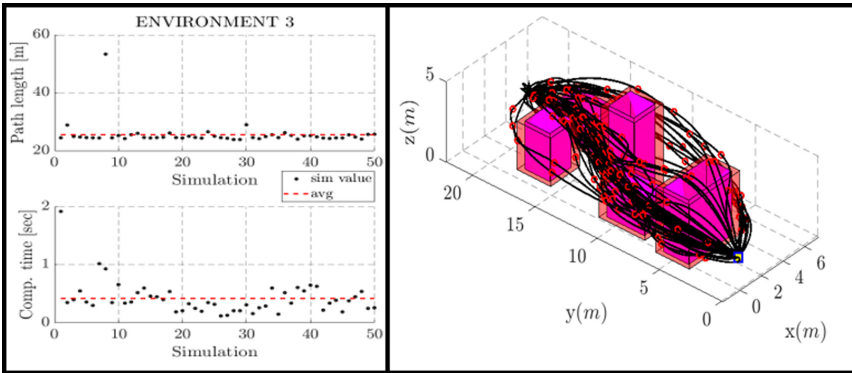 ENVIRONMENT 3
Path length [m]
60
40
20
0 10 20 30 40 50
Simulation
sim value
avg
Comp. time [sec]
2
1
0
0 10 20 30 40 50
Simulation
z(m)
5
0
20
15
10
5
0
y(m)
0
2
4
6
x(m)